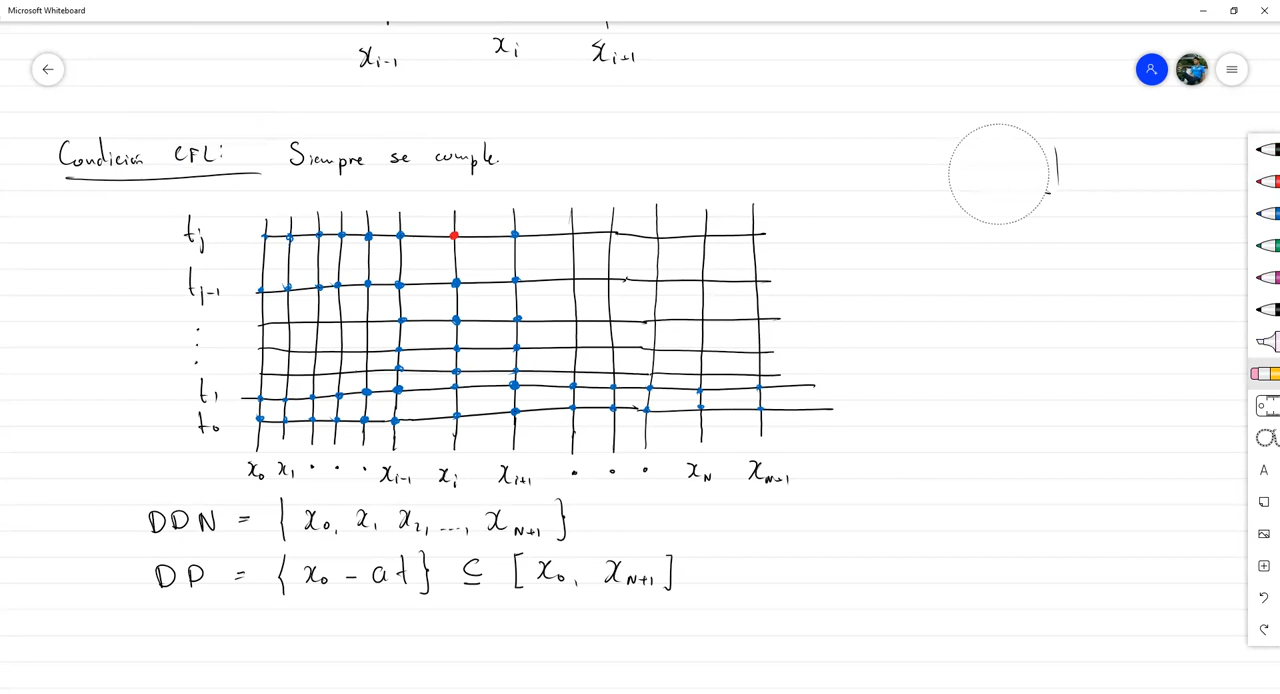 Microsoft Whiteboard
x_{i-1} x_i x_{i+1}
Condición CFL: Siempre se cumple.
t_j
t_{j-1}
.
.
.
t_1
t_0
x_0 x_1 . . . x_{i-1} x_i x_{i+1} . . . x_N x_{N+1}
DDN = { x_0, x_1 x_2, ..., x_{N+1} }
DP = { x_0 - at } ⊆ [ x_0, x_{N+1} ]
A